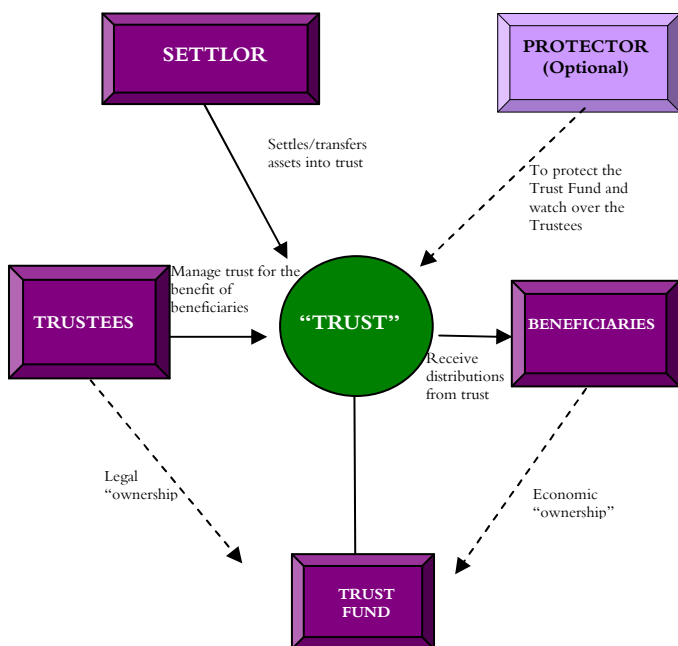 SETTLOR
PROTECTOR
(Optional)
Settles/transfers
assets into trust
To protect the
Trust Fund and
watch over the
Trustees
Manage trust for the
benefit of
beneficiaries
TRUSTEES
“TRUST”
BENEFICIARIES
Receive
distributions
from trust
Legal
“ownership
Economic
“ownership”
TRUST
FUND